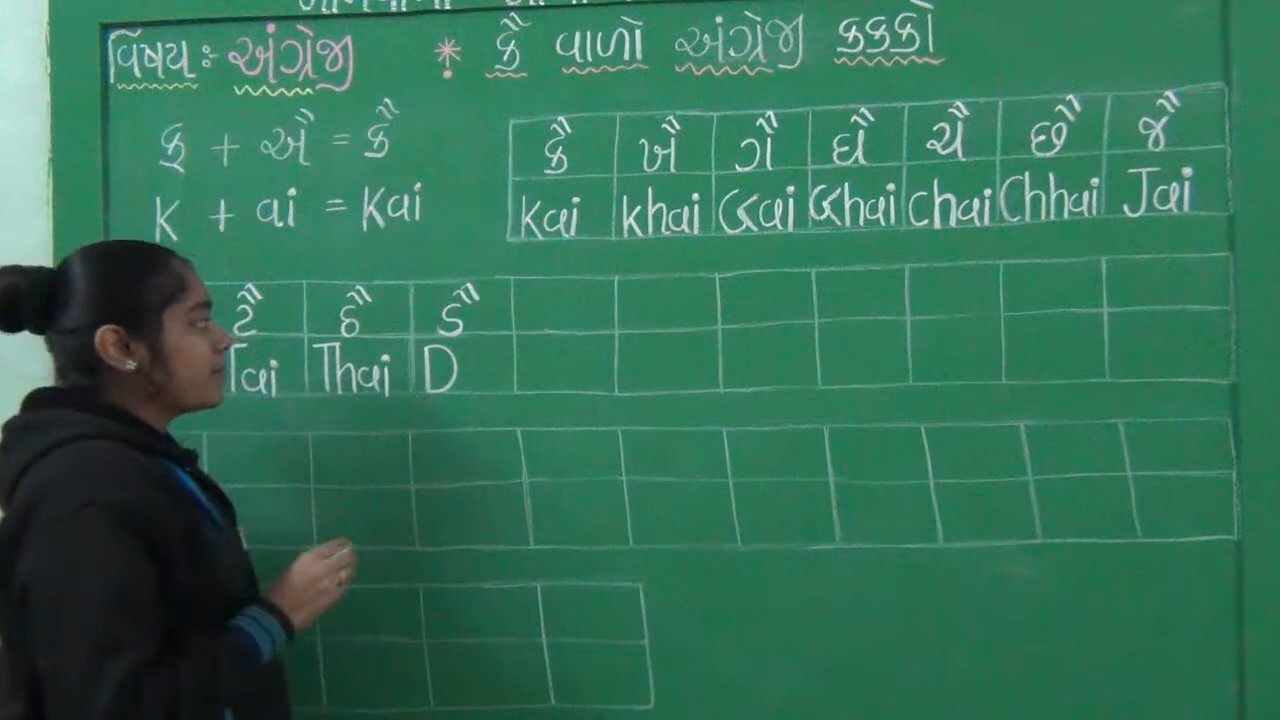 વિષય:- અંગ્રેજી * કૈ વાળો અંગ્રેજી કક્કો
ક્ + ઐ = કૈ
K + ai = Kai
કૈ ખૈ ગૈ ઘૈ ચૈ છૈ જૈ
Kai Khai Gai Ghai Chai Chhai Jai
ટૈ ઠૈ ડૈ
Tai Thai D